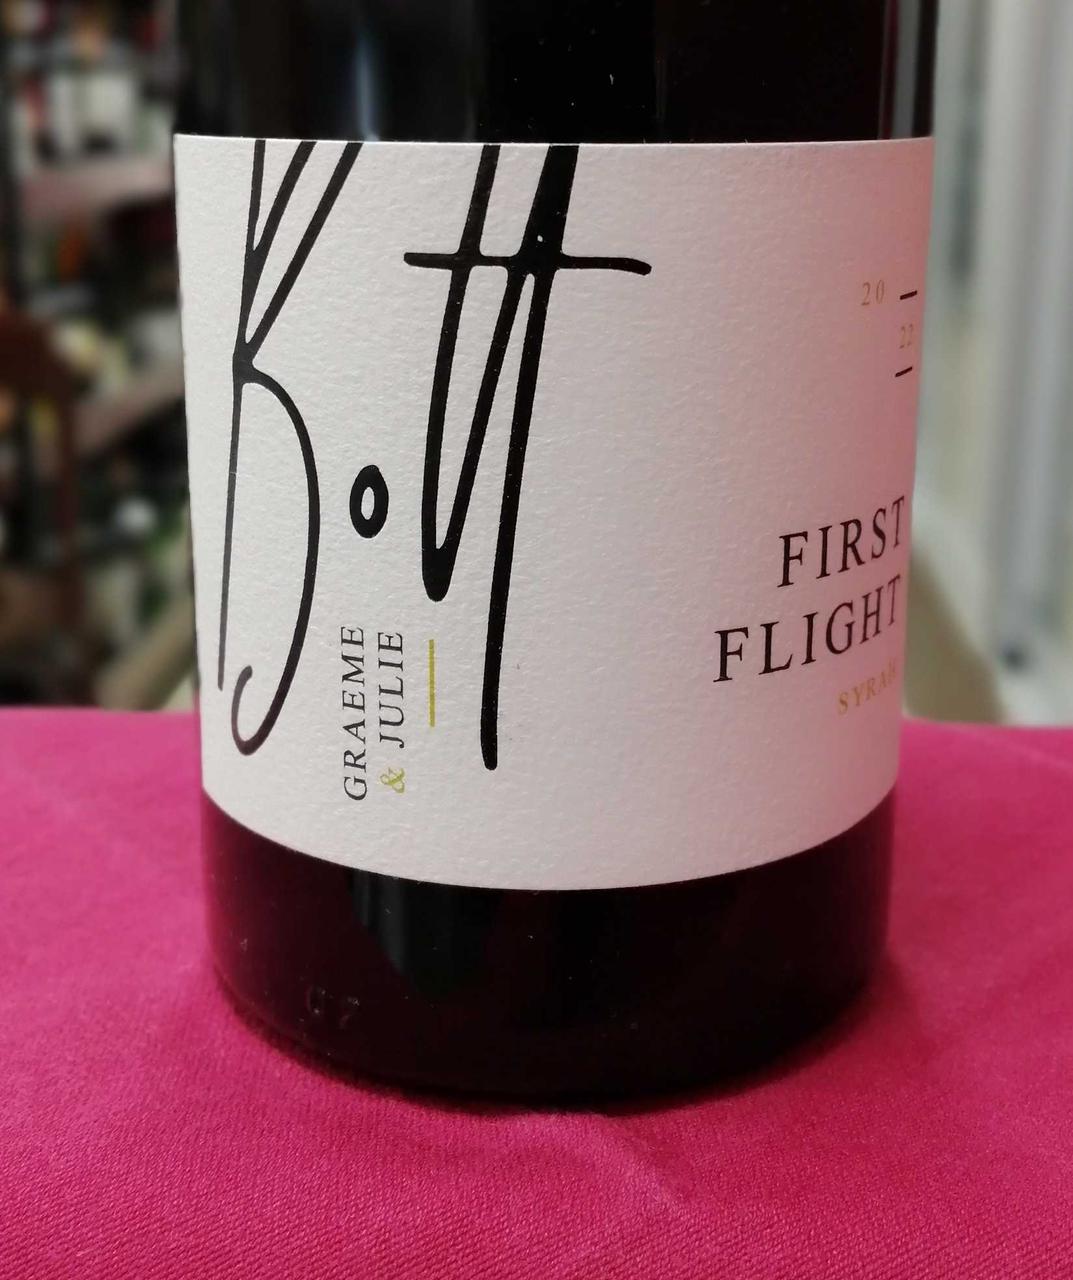 Bott
GRAEME
& JULIE
20
22
FIRST
FLIGHT
SYRAH